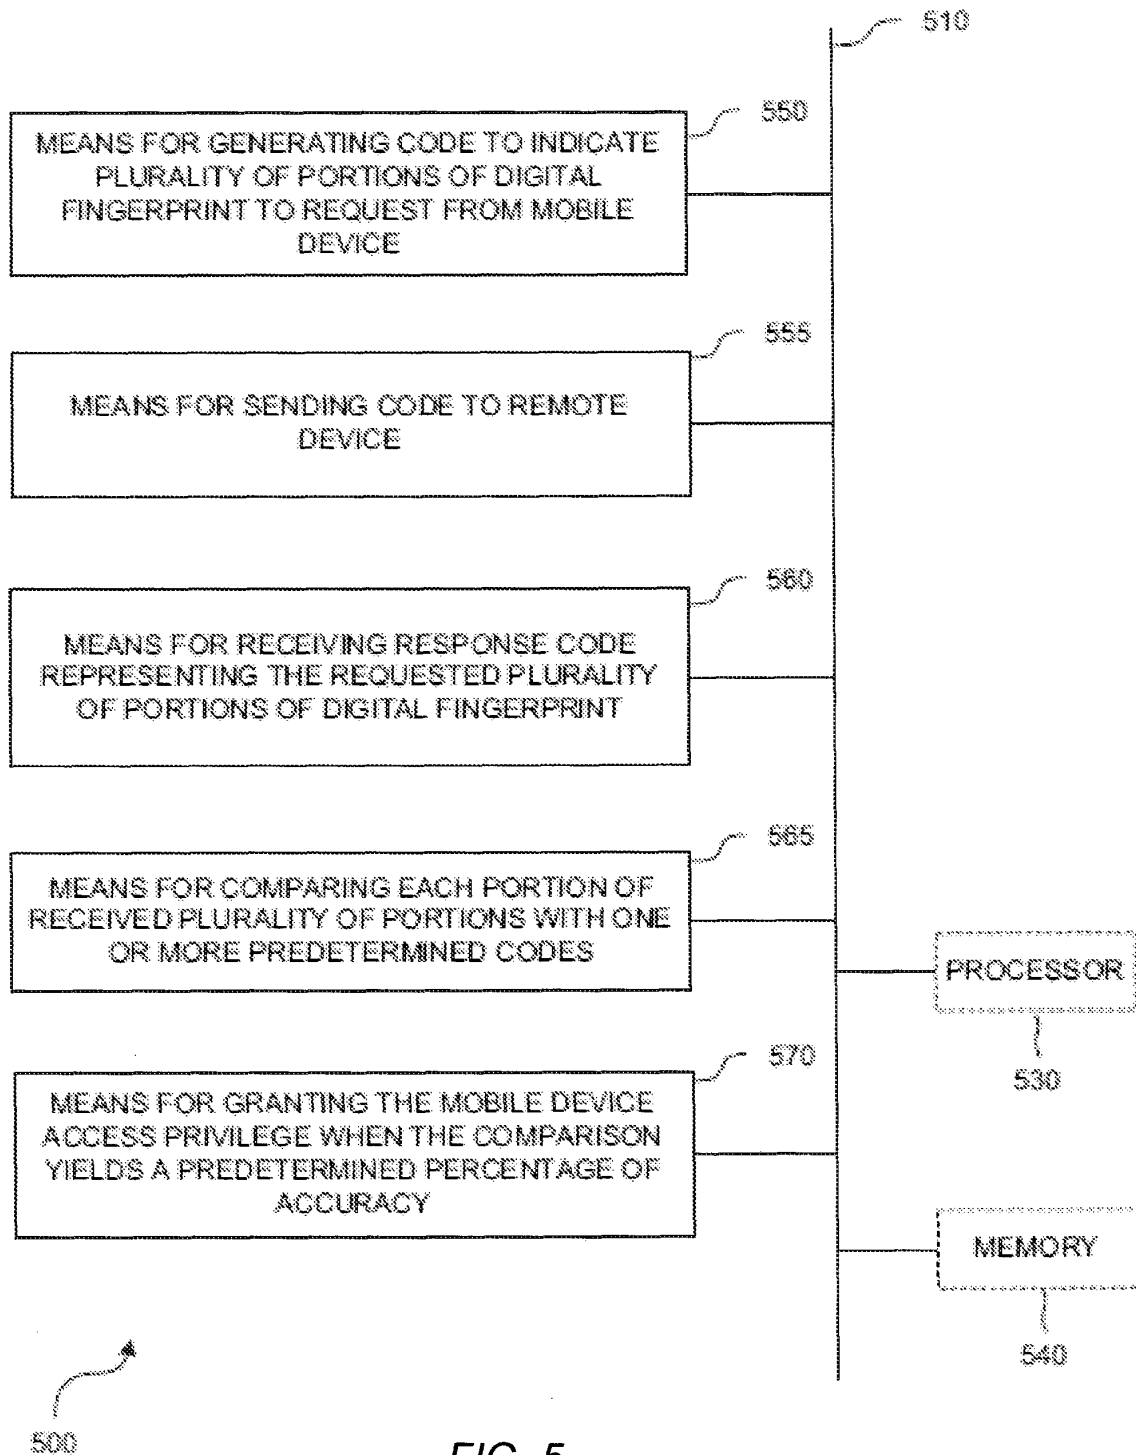 510
550
MEANS FOR GENERATING CODE TO INDICATE
PLURALITY OF PORTIONS OF DIGITAL
FINGERPRINT TO REQUEST FROM MOBILE
DEVICE
555
MEANS FOR SENDING CODE TO REMOTE
DEVICE
560
MEANS FOR RECEIVING RESPONSE CODE
REPRESENTING THE REQUESTED PLURALITY
OF PORTIONS OF DIGITAL FINGERPRINT
565
MEANS FOR COMPARING EACH PORTION OF
RECEIVED PLURALITY OF PORTIONS WITH ONE
OR MORE PREDETERMINED CODES
PROCESSOR
530
570
MEANS FOR GRANTING THE MOBILE DEVICE
ACCESS PRIVILEGE WHEN THE COMPARISON
YIELDS A PREDETERMINED PERCENTAGE OF
ACCURACY
MEMORY
540
500
FIG. 5